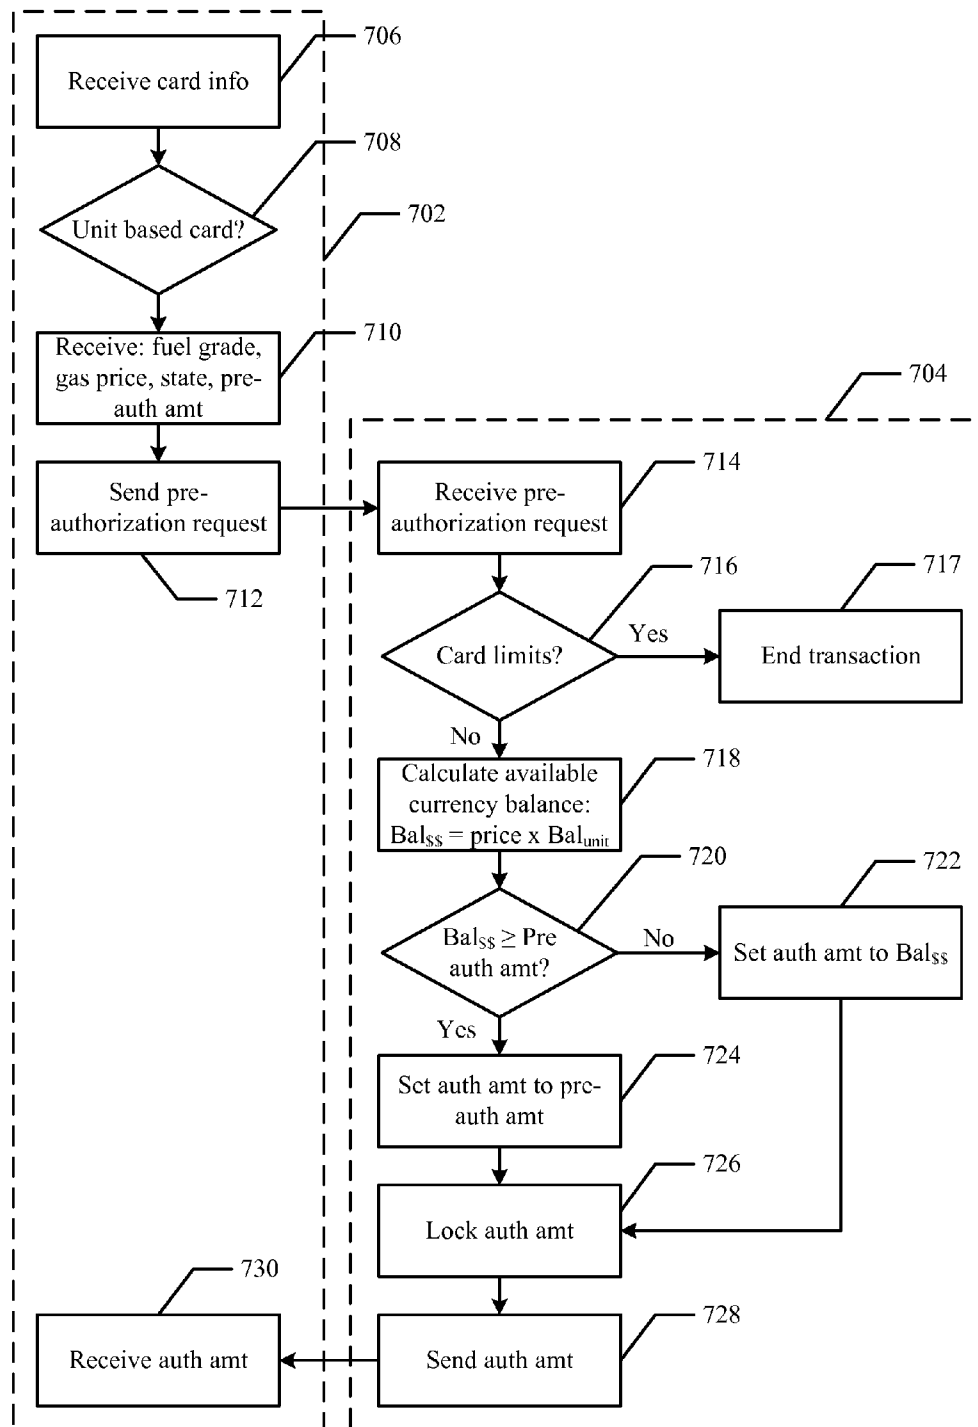 706
Receive card info
708
Unit based card?
702
710
Receive: fuel grade,
gas price, state, pre-
auth amt
704
Send pre-
authorization request
712
714
Receive pre-
authorization request
716
717
Card limits?
Yes
End transaction
No
718
Calculate available
currency balance:
Bal$$ = price x Balunit
720
722
Bal$$ ≥ Pre
auth amt?
No
Set auth amt to Bal$$
Yes
724
Set auth amt to pre-
auth amt
726
Lock auth amt
730
728
Receive auth amt
Send auth amt